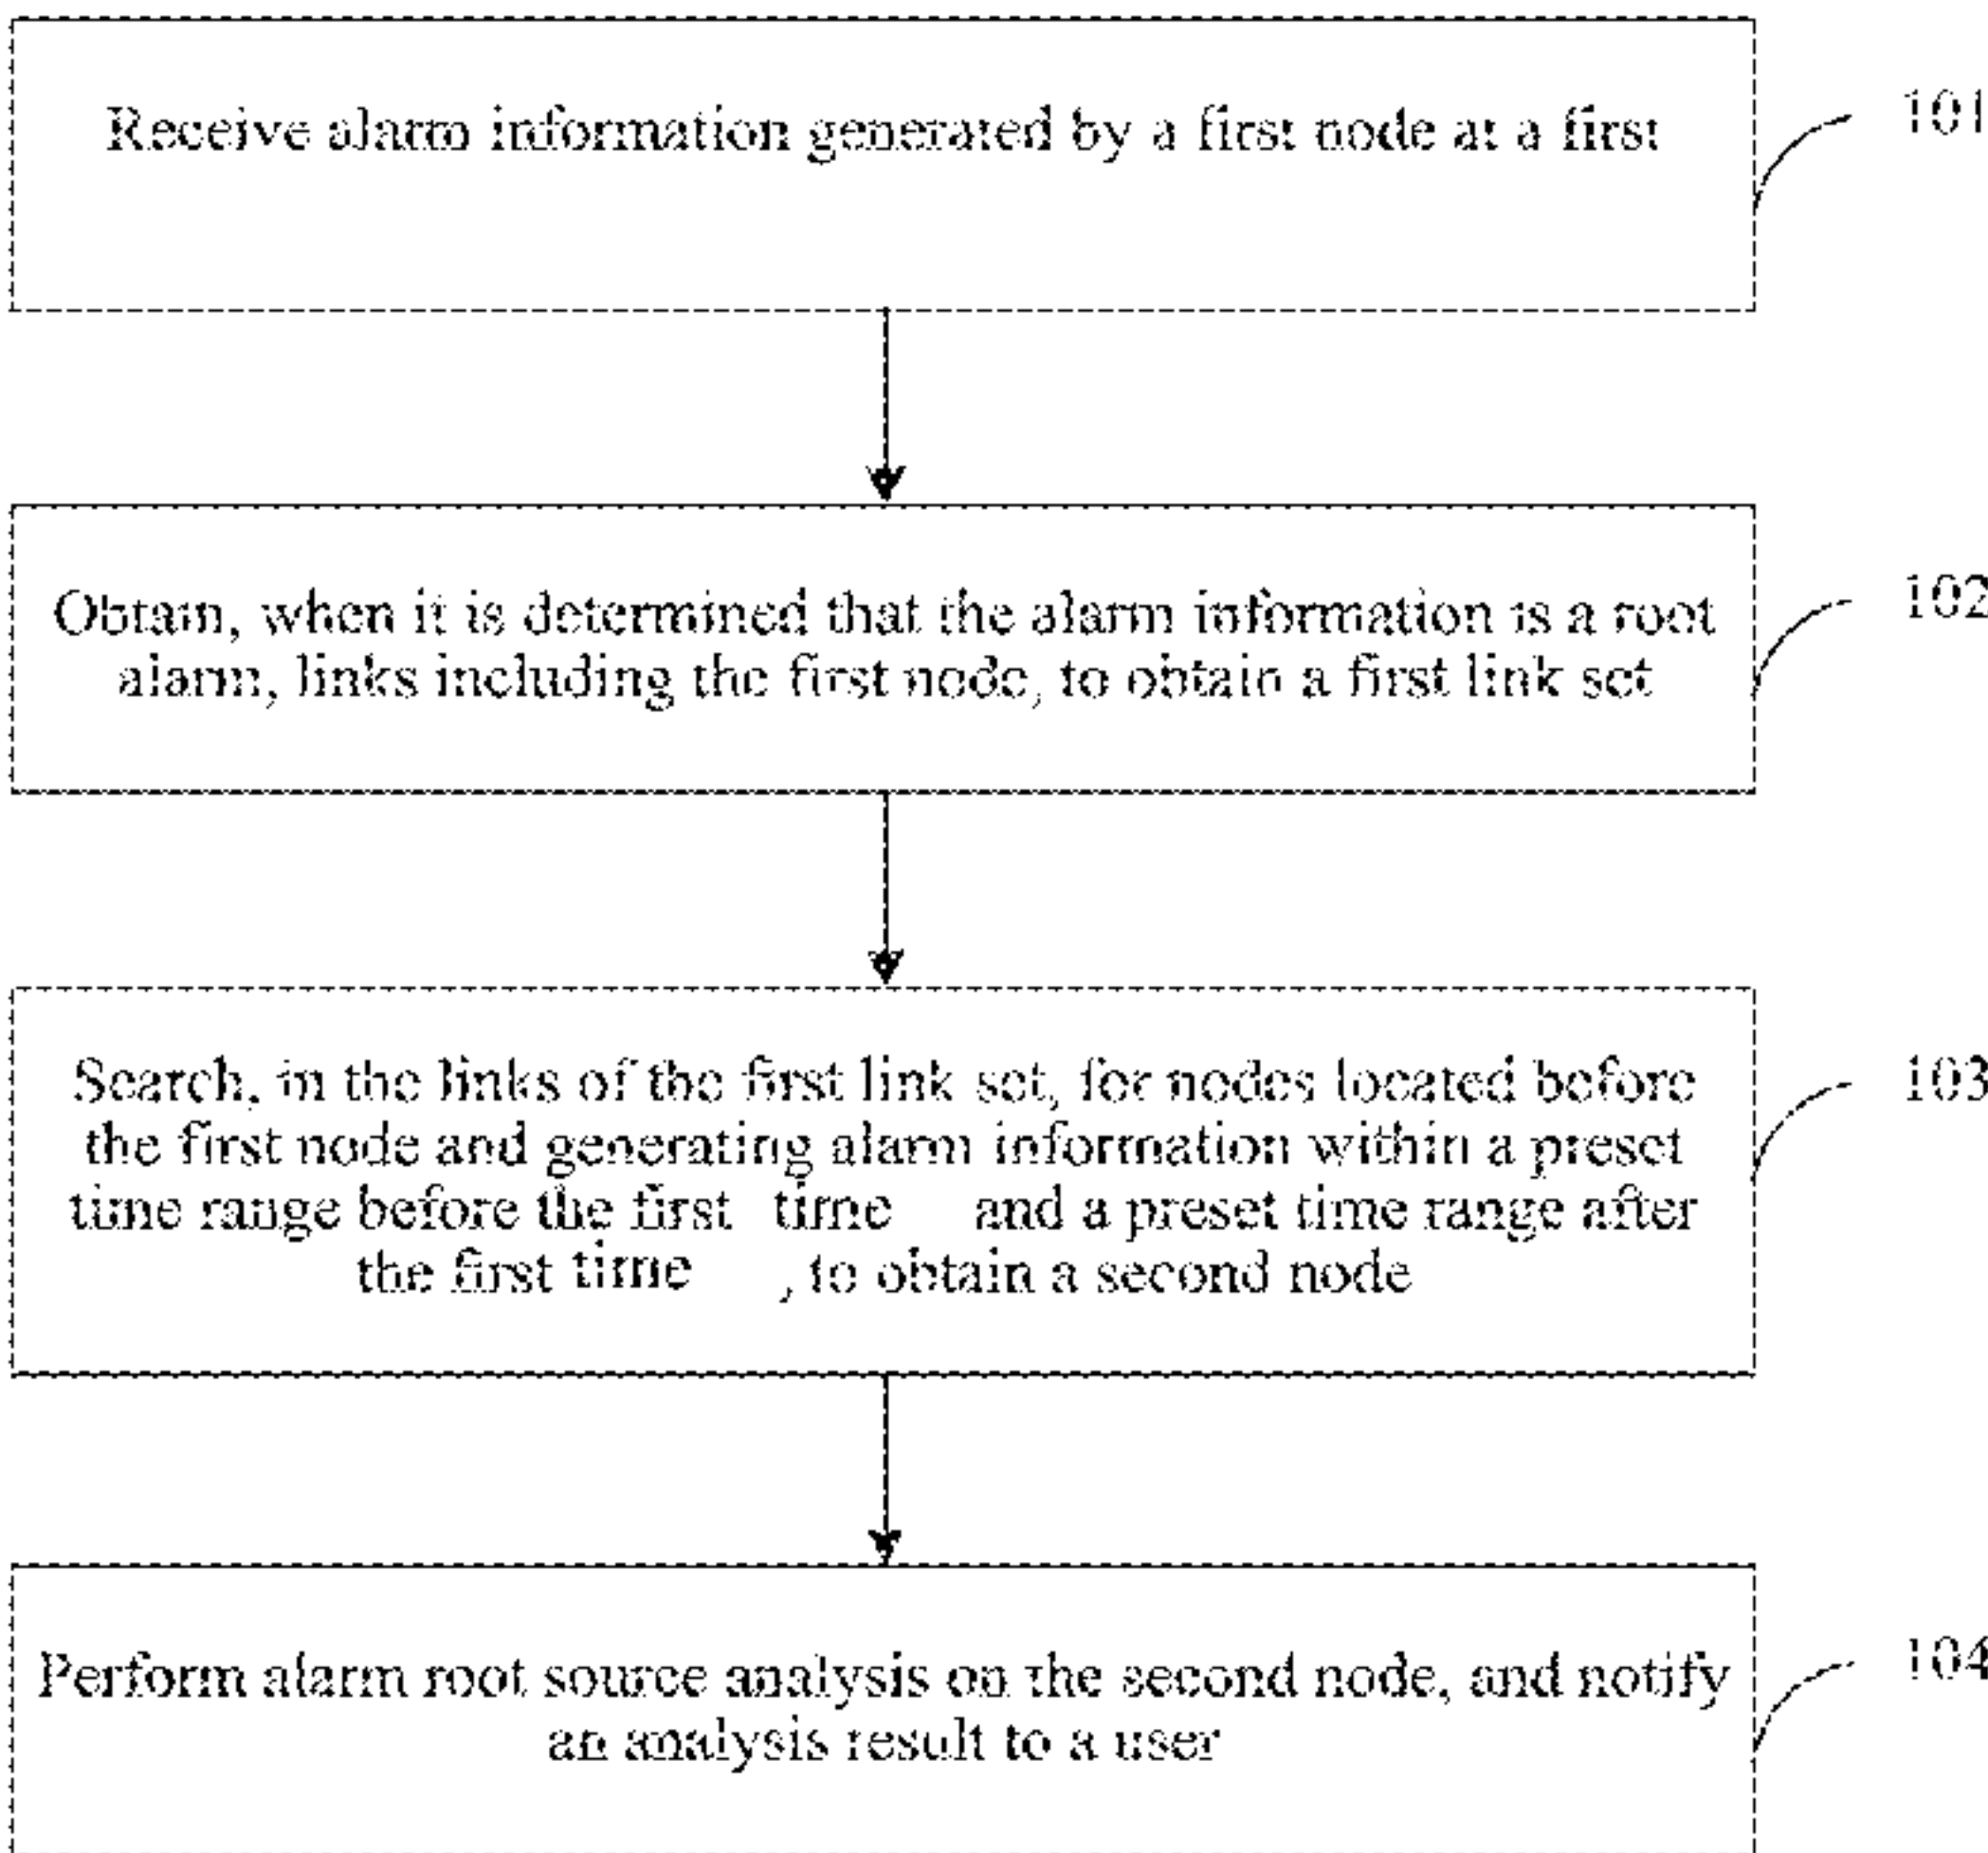 Receive alarm information generated by a first node at a first
101
Obtain, when it is determined that the alarm information is a root
alarm, links including the first node, to obtain a first link set
102
Search, in the links of the first link set, for nodes located before
the first node and generating alarm information within a preset
time range before the first time and a preset time range after
the first time , to obtain a second node
103
Perform alarm root source analysis on the second node, and notify
an analysis result to a user
104